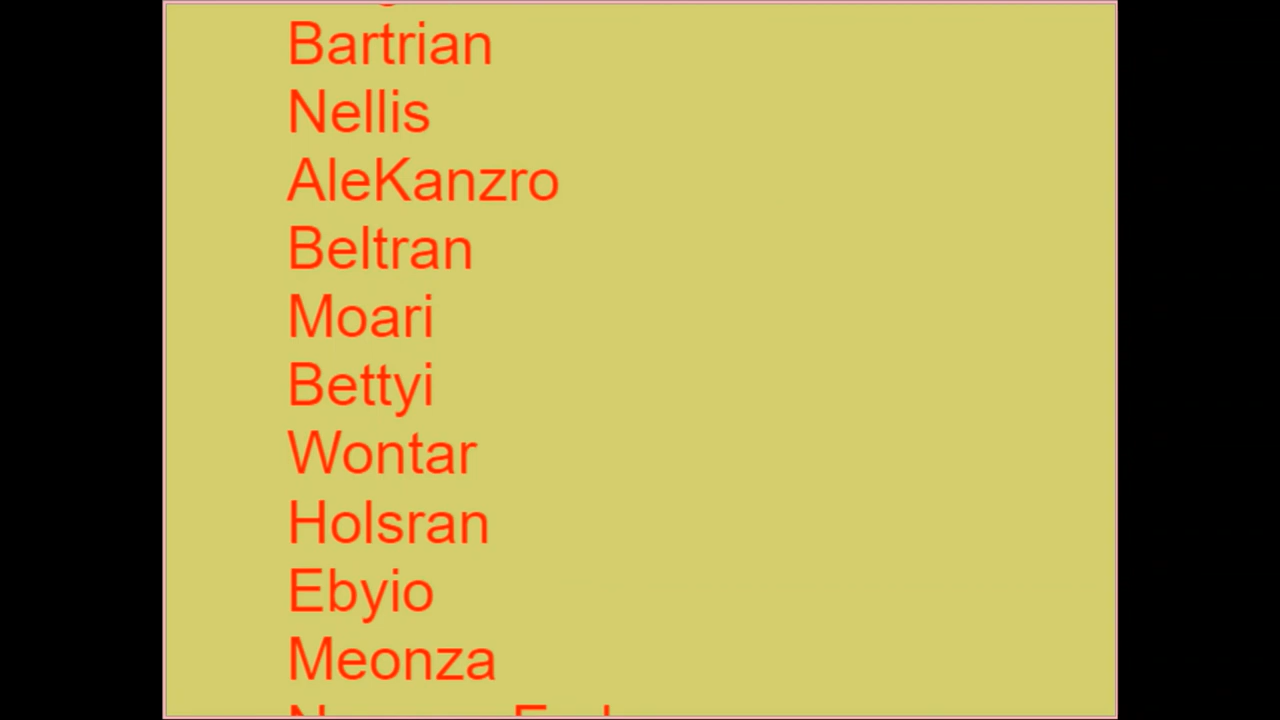 Bartrian
Nellis
AleKanzro
Beltran
Moari
Bettyi
Wontar
Holsran
Ebyio
Meonza